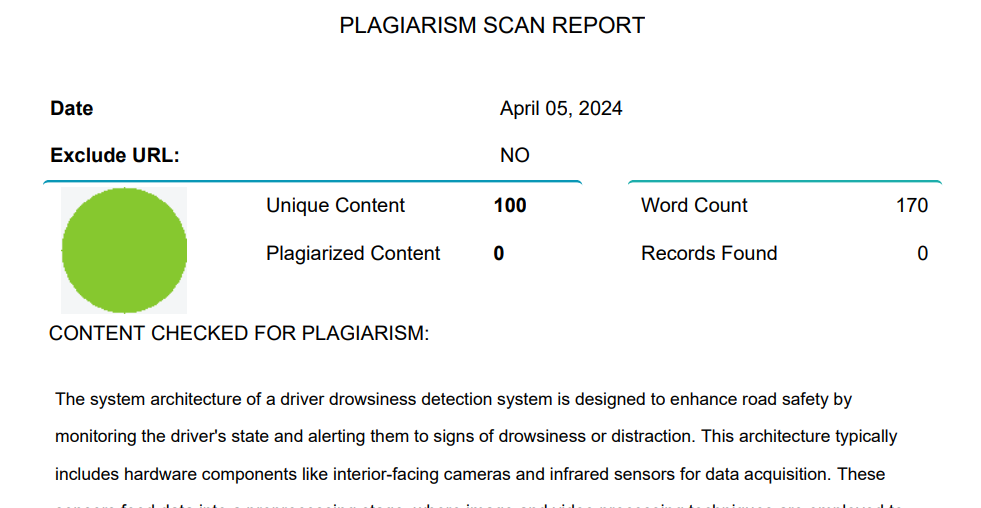 PLAGIARISM SCAN REPORT
Date April 05, 2024
Exclude URL: NO
Unique Content 100 Word Count 170
Plagiarized Content 0 Records Found 0
CONTENT CHECKED FOR PLAGIARISM:
The system architecture of a driver drowsiness detection system is designed to enhance road safety by
monitoring the driver's state and alerting them to signs of drowsiness or distraction. This architecture typically
includes hardware components like interior-facing cameras and infrared sensors for data acquisition. These